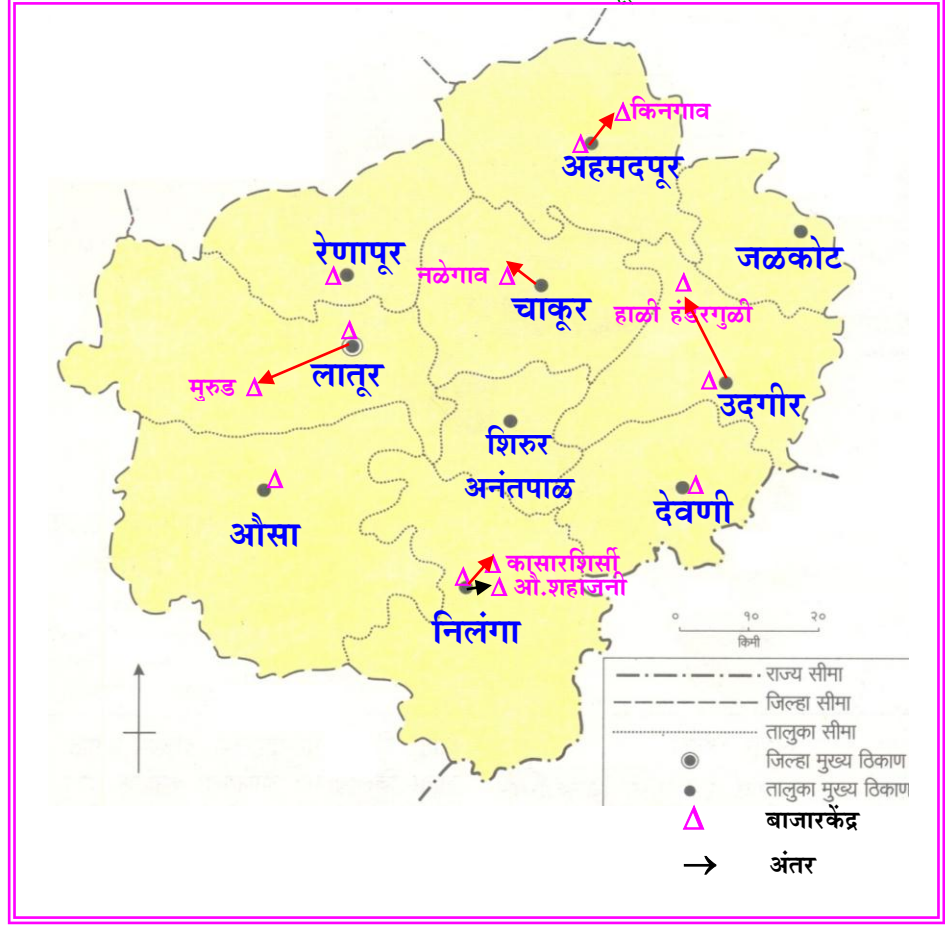 किनगाव
अहमदपूर
जळकोट
रेणापूर
नळेगाव
चाकूर
हाळी हंडरगुळी
लातूर
मुरुड
उदगीर
शिरुर
अनंतपाळ
देवणी
औसा
कासारशिर्सी
औ.शहाजनी
निलंगा
० १० २०
किमी
राज्य सीमा
जिल्हा सीमा
तालुका सीमा
जिल्हा मुख्य ठिकाण
तालुका मुख्य ठिकाण
बाजारकेंद्र
अंतर